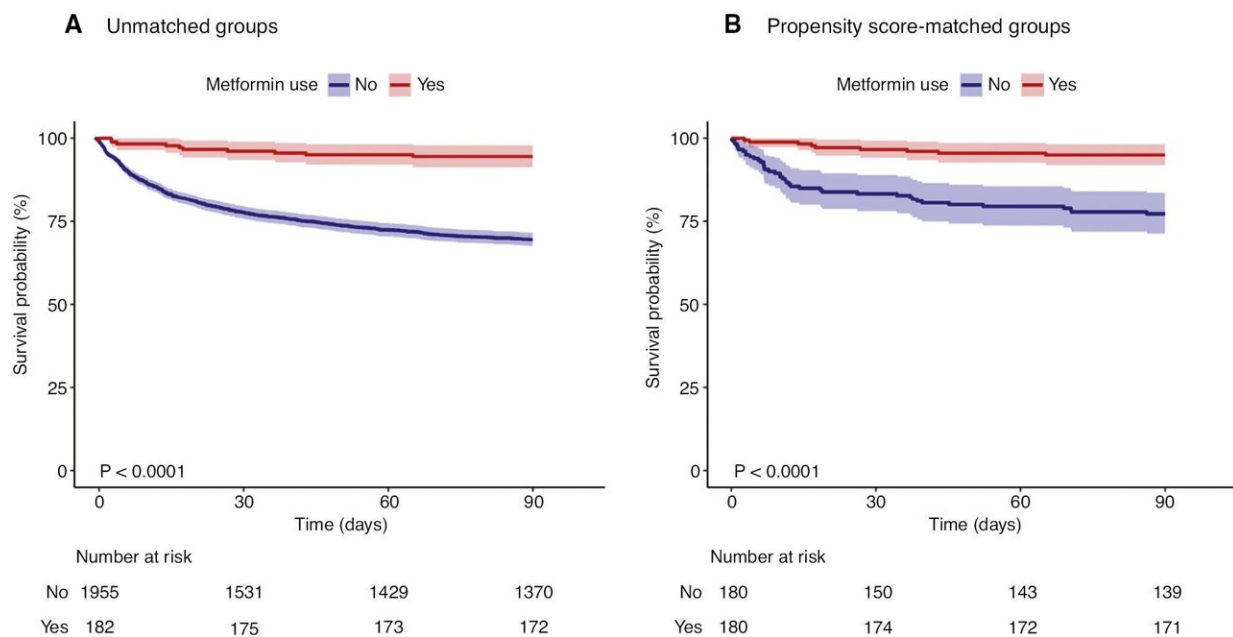 A Unmatched groups
Metformin use No Yes
100
75
50
25
0
Survival probability (%)
P < 0.0001
0 30 60 90
Time (days)
Number at risk
No 1955 1531 1429 1370
Yes 182 175 173 172
B Propensity score-matched groups
Metformin use No Yes
100
75
50
25
0
Survival probability (%)
P < 0.0001
0 30 60 90
Time (days)
Number at risk
No 180 150 143 139
Yes 180 174 172 171